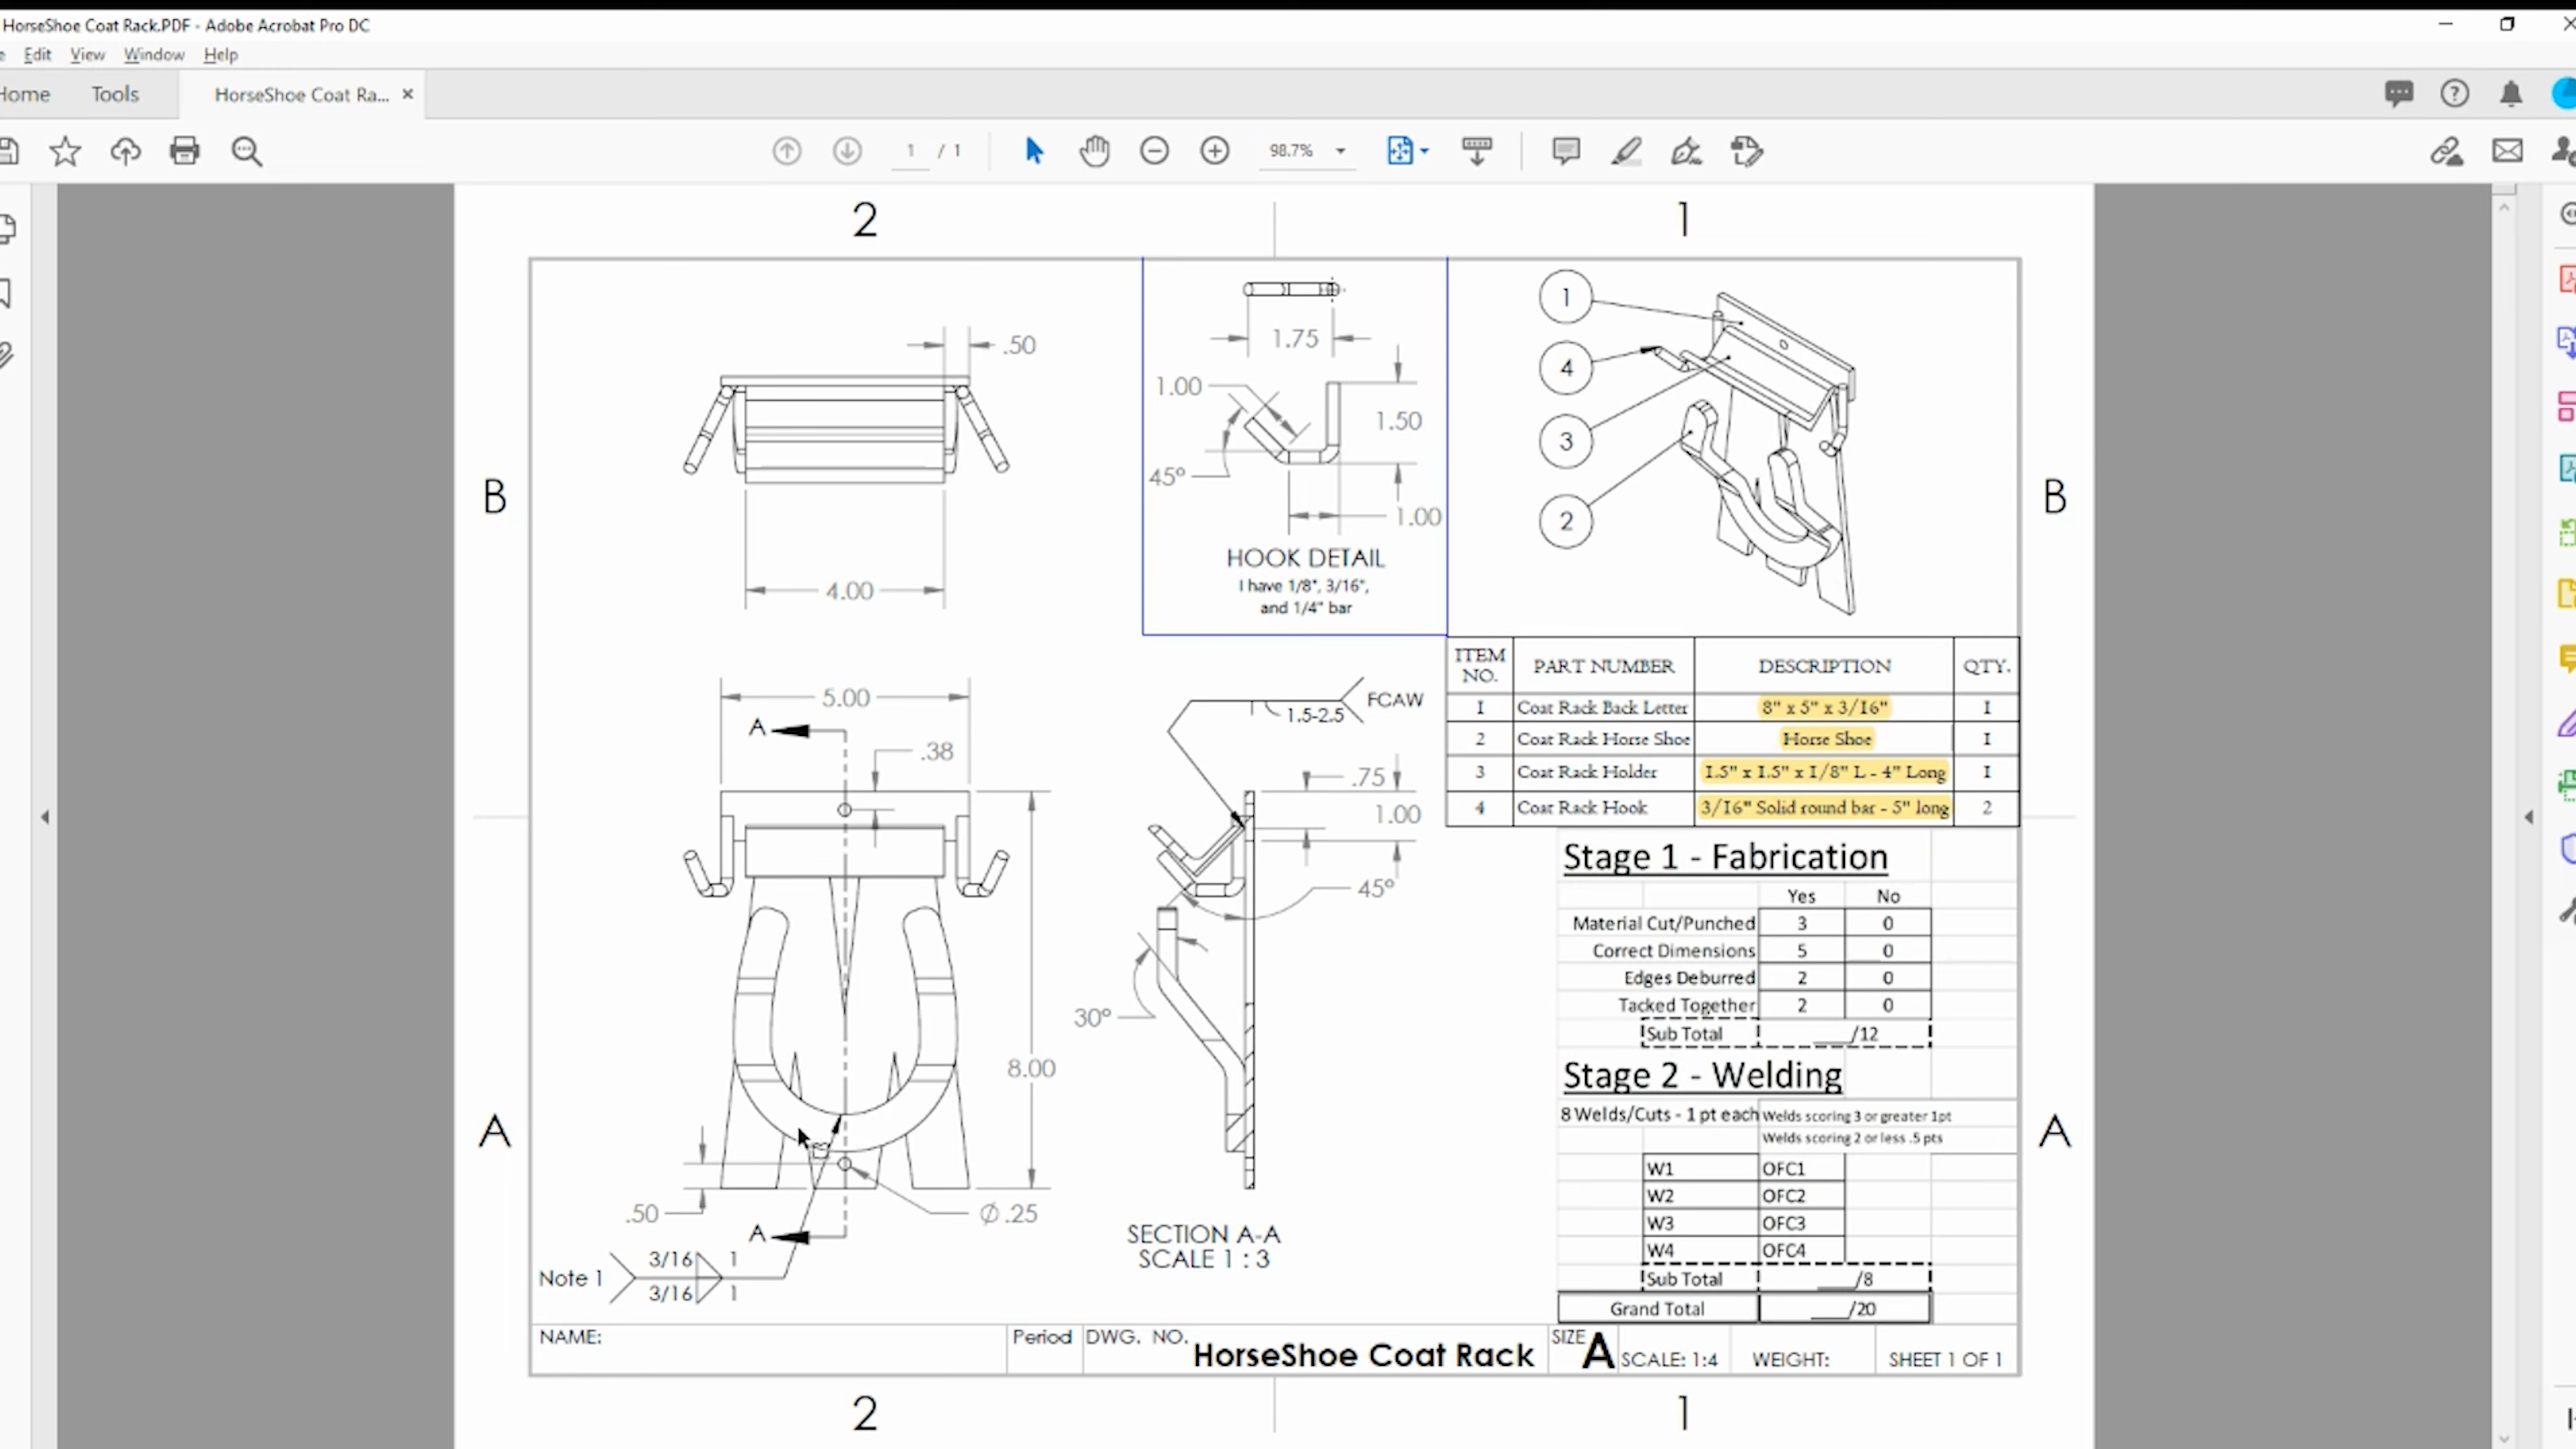 HorseShoe Coat Rack.PDF - Adobe Acrobat Pro DC
Edit View Window Help
Home Tools HorseShoe Coat Ra... ×
1 / 1 98.7%
2 1
B B
A A
.50
4.00
1.75
1.00
1.50
45°
1.00
HOOK DETAIL
I have 1/8", 3/16",
and 1/4" bar
1
4
3
2
ITEM NO. PART NUMBER DESCRIPTION QTY.
1 Coat Rack Back Letter 8" x 5" x 3/16" 1
2 Coat Rack Horse Shoe Horse Shoe 1
3 Coat Rack Holder 1.5" x 1.5" x 1/8" L - 4" Long 1
4 Coat Rack Hook 3/16" Solid round bar - 5" long 2
5.00
A
.38
8.00
.50
Ø.25
A
Note 1 3/16 1
3/16 1
FCAW
1.5-2.5
.75
1.00
45°
30°
SECTION A-A
SCALE 1 : 3
Stage 1 - Fabrication
Yes No
Material Cut/Punched 3 0
Correct Dimensions 5 0
Edges Deburred 2 0
Tacked Together 2 0
Sub Total ____/12
Stage 2 - Welding
8 Welds/Cuts - 1 pt each Welds scoring 3 or greater 1pt
Welds scoring 2 or less .5 pts
W1 OFC1
W2 OFC2
W3 OFC3
W4 OFC4
Sub Total ____/8
Grand Total ____/20
NAME: Period DWG. NO. HorseShoe Coat Rack SIZE A SCALE: 1:4 WEIGHT: SHEET 1 OF 1
2 1